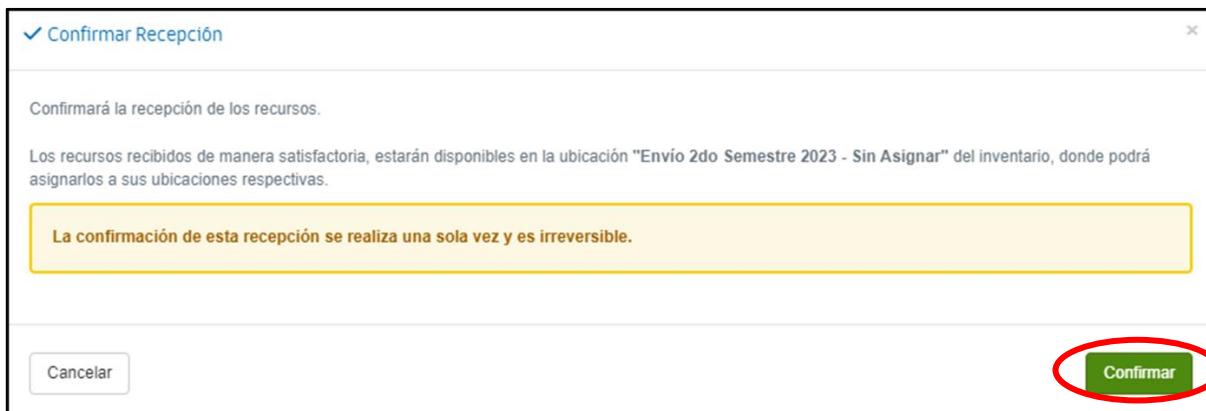 Confirmar Recepción
×
Confirmará la recepción de los recursos.
Los recursos recibidos de manera satisfactoria, estarán disponibles en la ubicación "Envío 2do Semestre 2023 - Sin Asignar" del inventario, donde podrá
asignarlos a sus ubicaciones respectivas.
La confirmación de esta recepción se realiza una sola vez y es irreversible.
Cancelar
Confirmar